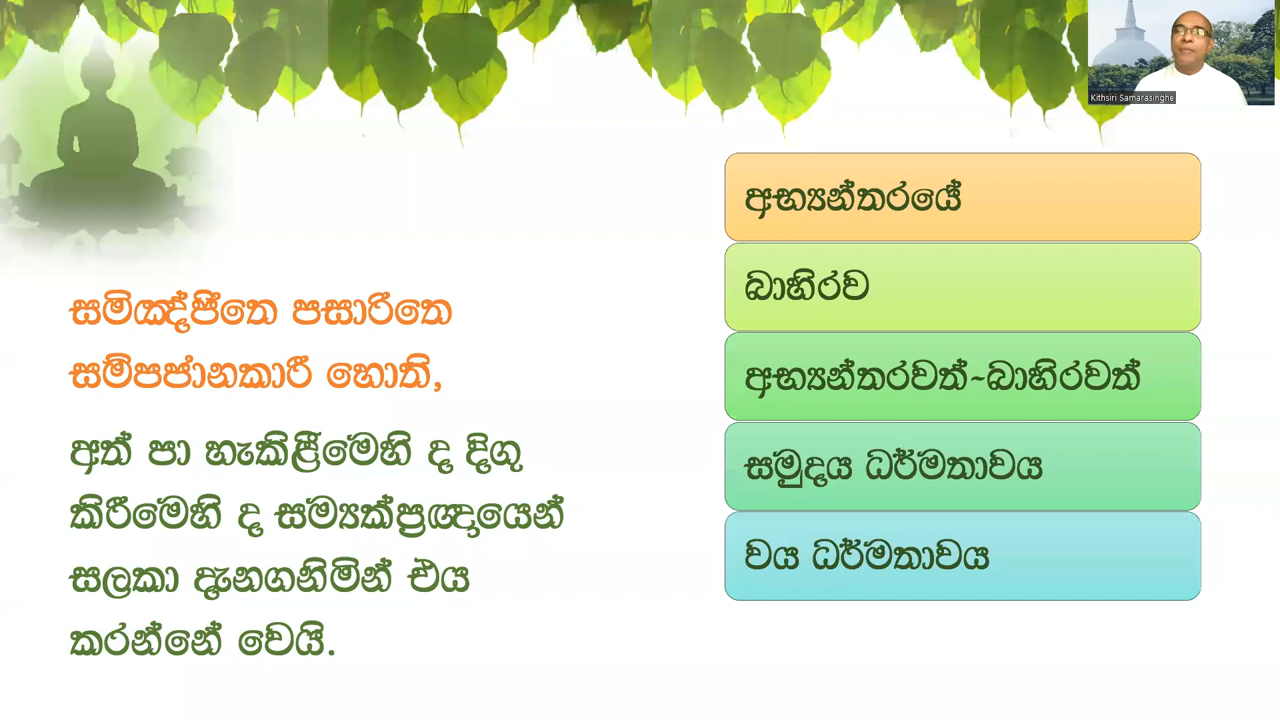 Kithsiri Samarasinghe
සමිඤ්ජිතෙ පසාරිතෙ
සම්පජානකාරී හොති,
අත් පා හැකිළීමෙහි ද දිගු
කිරීමෙහි ද සම්‍යක්ප්‍රඥායෙන්
සලකා දැනගනිමින් එය
කරන්නේ වෙයි.
අභ්‍යන්තරයේ
බාහිරව
අභ්‍යන්තරවත්~බාහිරවත්
සමුදය ධර්මතාවය
වය ධර්මතාවය